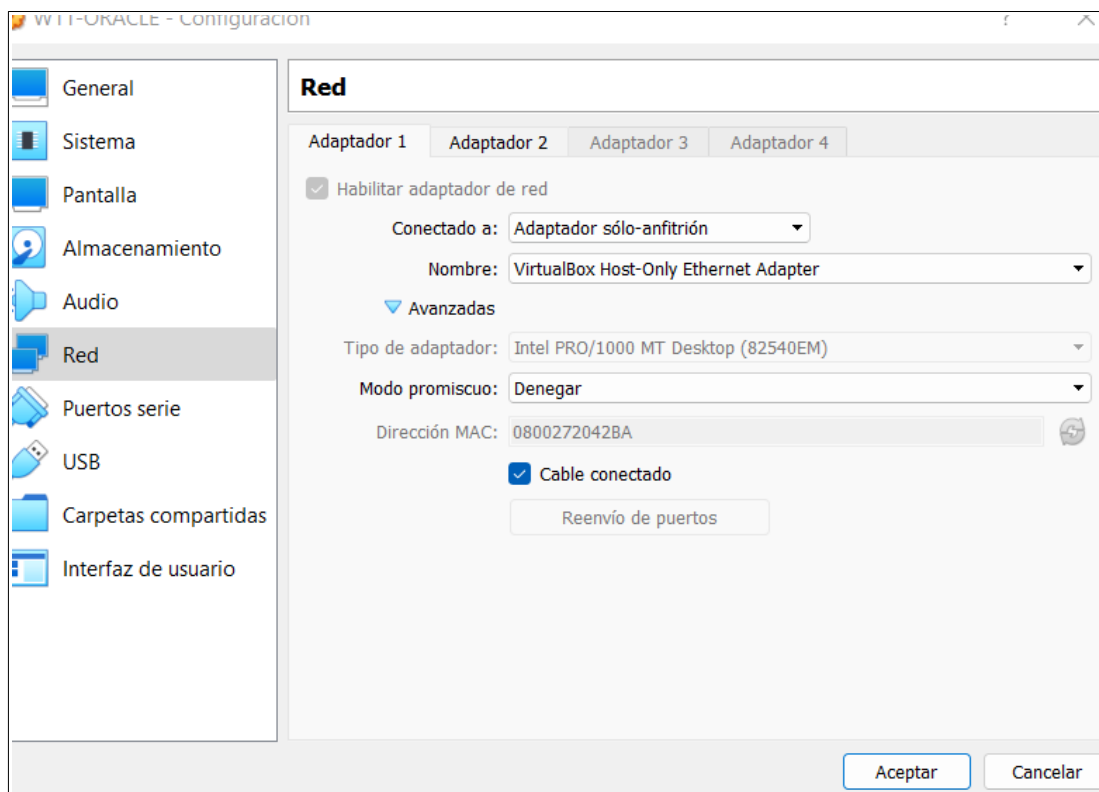 WTT-ORACLE - Configuración
?
General
Sistema
Pantalla
Almacenamiento
Audio
Red
Puertos serie
USB
Carpetas compartidas
Interfaz de usuario
Red
Adaptador 1 Adaptador 2 Adaptador 3 Adaptador 4
Habilitar adaptador de red
Conectado a: Adaptador sólo-anfitrión
Nombre: VirtualBox Host-Only Ethernet Adapter
Avanzadas
Tipo de adaptador: Intel PRO/1000 MT Desktop (82540EM)
Modo promiscuo: Denegar
Dirección MAC: 0800272042BA
Cable conectado
Reenvío de puertos
Aceptar Cancelar